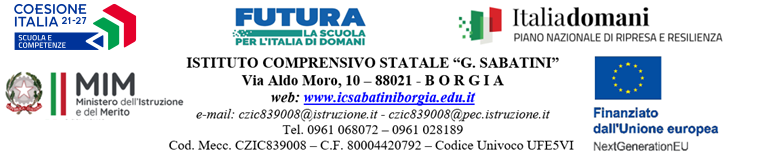 COESIONE
ITALIA 21-27
SCUOLA E
COMPETENZE
FUTURA
LA SCUOLA
PER L'ITALIA DI DOMANI
Italiadomani
PIANO NAZIONALE DI RIPRESA E RESILIENZA
MIM
Ministero dell'Istruzione
e del Merito
ISTITUTO COMPRENSIVO STATALE “G. SABATINI”
Via Aldo Moro, 10 – 88021 - B O R G I A
web: www.icsabatiniborgia.edu.it
e-mail: czic839008@istruzione.it - czic839008@pec.istruzione.it
Tel. 0961 068072 – 0961 028189
Cod. Mecc. CZIC839008 – C.F. 80004420792 – Codice Univoco UFE5VI
Finanziato
dall'Unione europea
NextGenerationEU